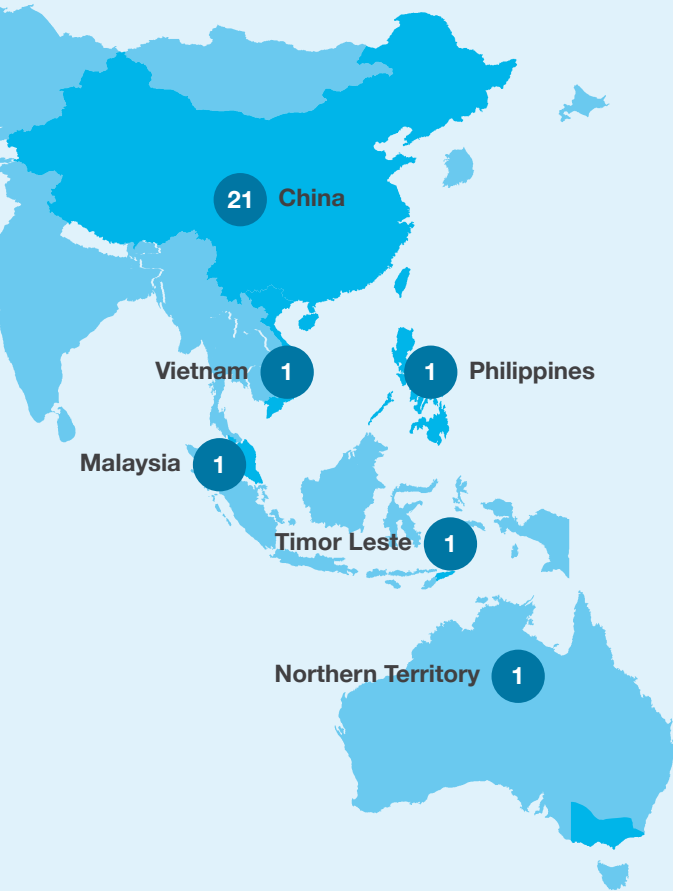 21 China
Vietnam 1
1 Philippines
Malaysia 1
Timor Leste 1
Northern Territory 1